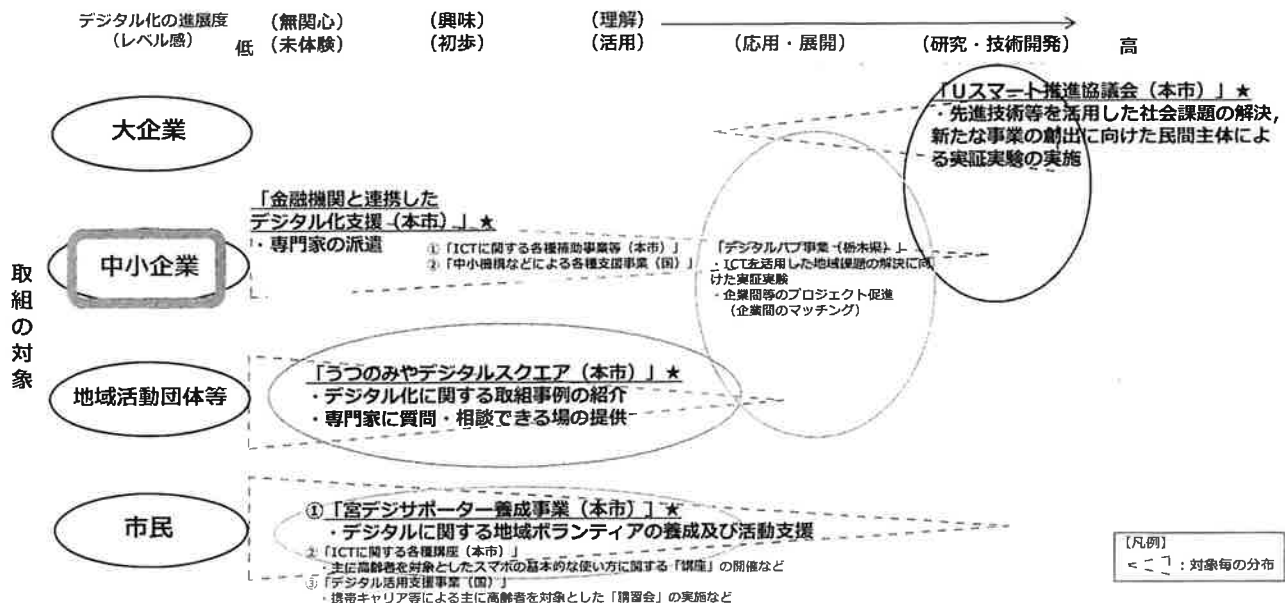 デジタル化の進展度
（レベル感）
低
（無関心）
（未体験）
（興味）
（初歩）
（理解）
（活用）
（応用・展開）
（研究・技術開発）
高
取組の対象
大企業
「Uスマート推進協議会（本市）」★
・先進技術等を活用した社会課題の解決，
新たな事業の創出に向けた民間主体によ
る実証実験の実施
中小企業
「金融機関と連携した
デジタル化支援（本市）」★
・専門家の派遣
①「ICTに関する各種補助事業等（本市）」
②「中小機構などによる各種支援事業（国）」
「デジタルハブ事業（栃木県）」
・ICTを活用した地域課題の解決に向
けた実証実験
・企業間等のプロジェクト促進
（企業間のマッチング）
地域活動団体等
「うつのみやデジタルスクエア（本市）」★
・デジタル化に関する取組事例の紹介
・専門家に質問・相談できる場の提供
市民
①「宮デジサポーター養成事業（本市）」★
・デジタルに関する地域ボランティアの養成及び活動支援
②「ICTに関する各種講座（本市）」
・主に高齢者を対象としたスマホの基本的な使い方に関する「講座」の開催など
③「デジタル活用支援事業（国）」
・携帯キャリア等による主に高齢者を対象とした「講習会」の実施など
【凡例】
：対象毎の分布